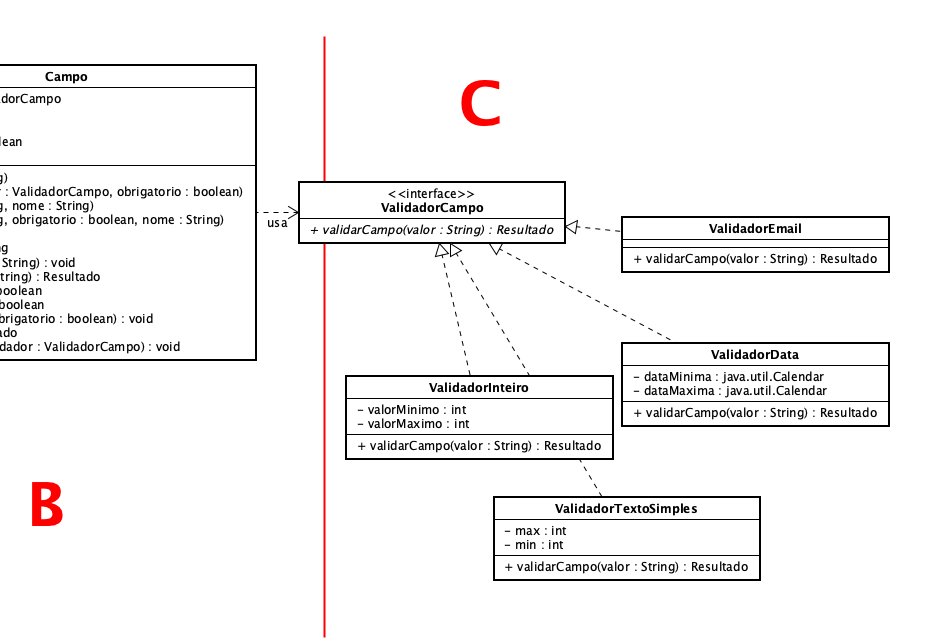 Campo
dorCampo
lean
g)
: ValidadorCampo, obrigatorio : boolean)
g, nome : String)
g, obrigatorio : boolean, nome : String)
ng
String) : void
tring) : Resultado
boolean
boolean
brigatorio : boolean) : void
ado
dador : ValidadorCampo) : void
B
usa
C
<<interface>>
ValidadorCampo
+ validarCampo(valor : String) : Resultado
ValidadorEmail
+ validarCampo(valor : String) : Resultado
ValidadorData
- dataMinima : java.util.Calendar
- dataMaxima : java.util.Calendar
+ validarCampo(valor : String) : Resultado
ValidadorInteiro
- valorMinimo : int
- valorMaximo : int
+ validarCampo(valor : String) : Resultado
ValidadorTextoSimples
- max : int
- min : int
+ validarCampo(valor : String) : Resultado